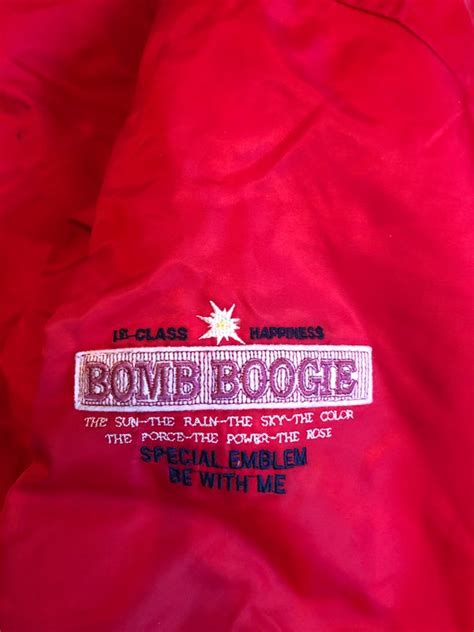 CLASS HAPPINESS
BOMB BOOGIE
THE SUN-THE RAIN-THE SKY-THE COLOR
THE FORCE-THE POWER-THE ROSE
SPECIAL EMBLEM
BE WITH ME